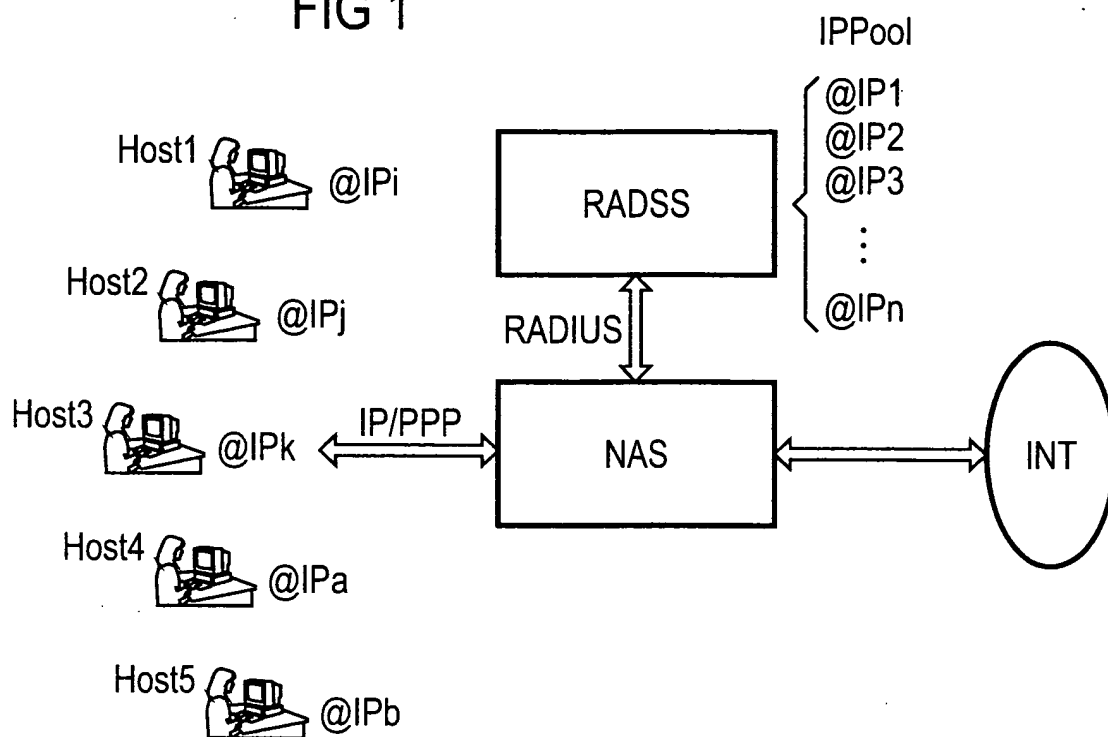 FIG 1
IPPool
@IP1
@IP2
@IP3
⋮
@IPn
Host1
@IPi
RADSS
Host2
@IPj
RADIUS
Host3
@IPk
IP/PPP
NAS
INT
Host4
@IPa
Host5
@IPb